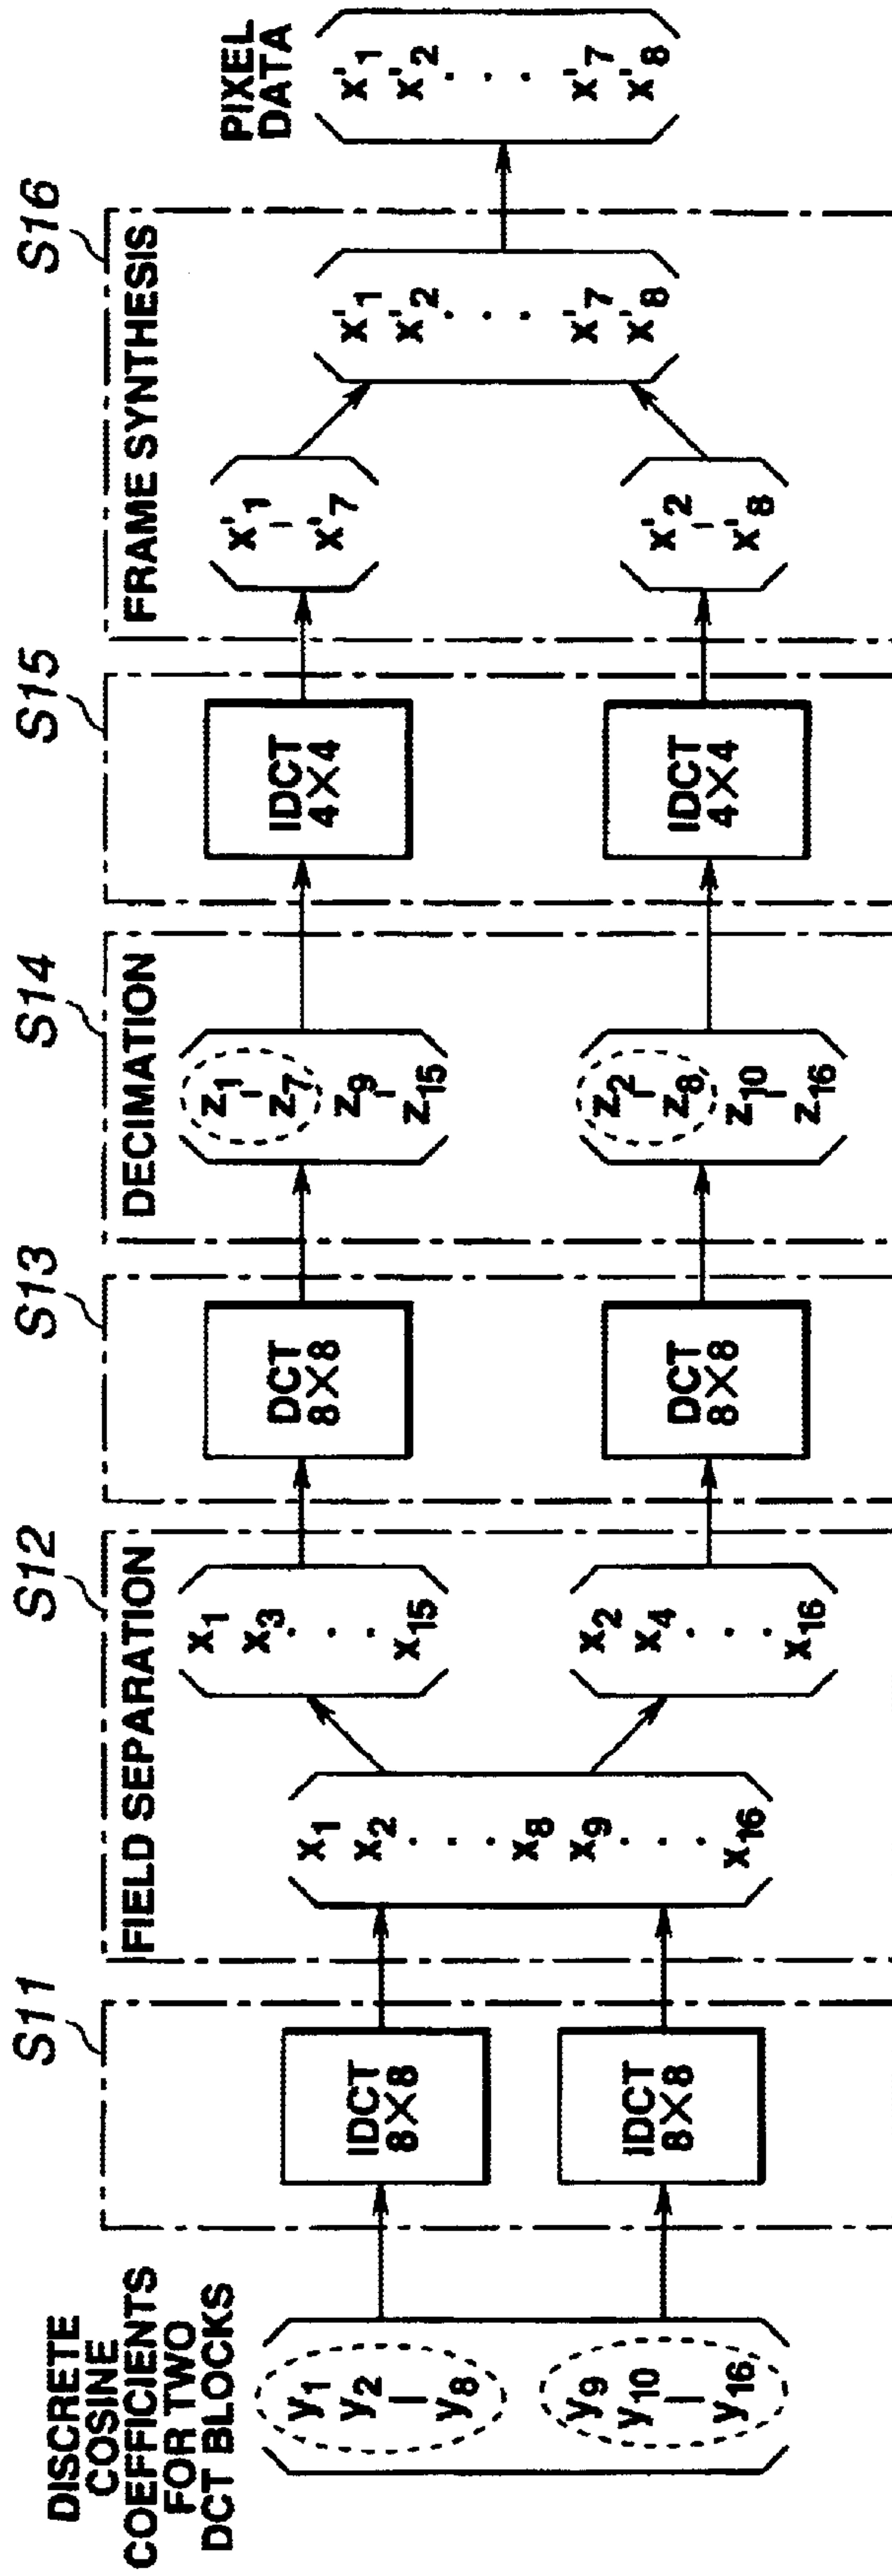 DISCRETE
COSINE
COEFFICIENTS
FOR TWO
DCT BLOCKS
y1
y2
y8
y9
y10
y16
S11
IDCT
8×8
IDCT
8×8
S12
FIELD SEPARATION
x1
x2
x8
x9
x16
x1
x3
x15
x2
x4
x16
S13
DCT
8×8
DCT
8×8
S14
DECIMATION
z1
z7
z9
z15
z2
z8
z10
z16
S15
IDCT
4×4
IDCT
4×4
S16
FRAME SYNTHESIS
x'1
x'7
x'2
x'8
x'1
x'2
x'7
x'8
PIXEL
DATA
x'1
x'2
x'7
x'8